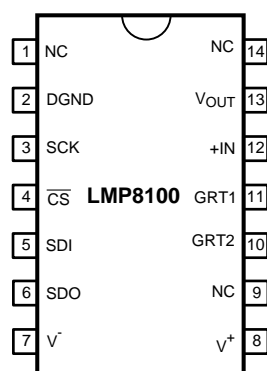 1 NC NC 14
2 DGND VOUT 13
3 SCK +IN 12
4 C̅S̅ LMP8100 GRT1 11
5 SDI GRT2 10
6 SDO NC 9
7 V⁻ V⁺ 8